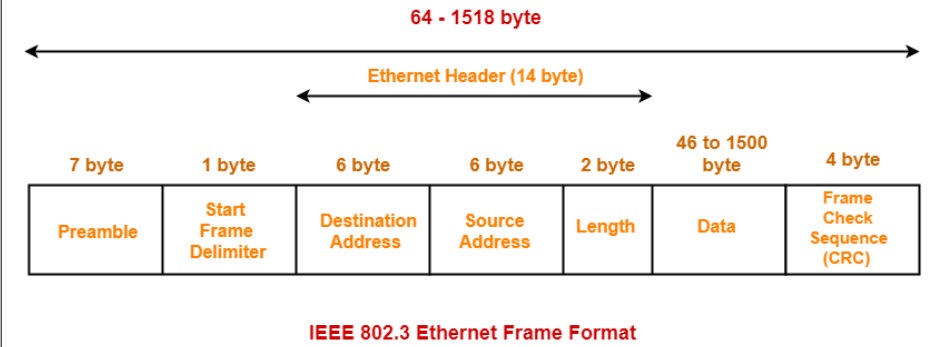 64 - 1518 byte
Ethernet Header (14 byte)
7 byte
1 byte
6 byte
6 byte
2 byte
46 to 1500
byte
4 byte
Preamble
Start
Frame
Delimiter
Destination
Address
Source
Address
Length
Data
Frame
Check
Sequence
(CRC)
IEEE 802.3 Ethernet Frame Format